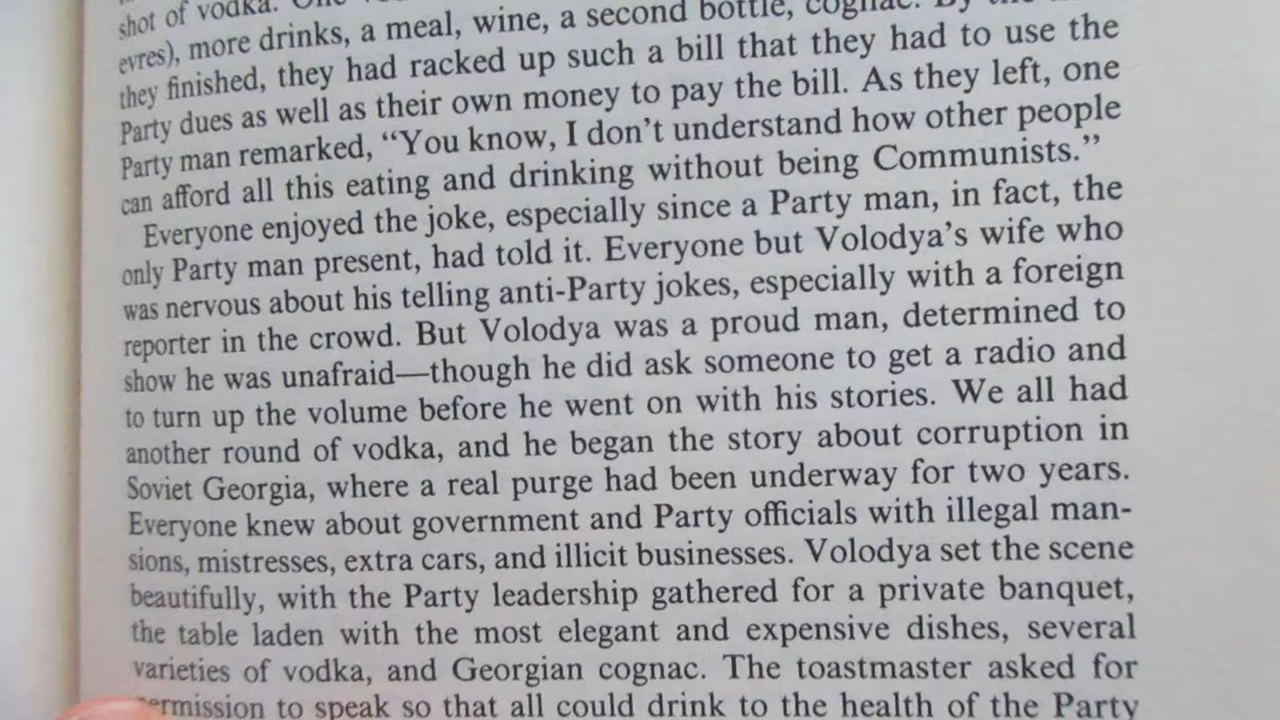 shot of vodka. One
evres), more drinks, a meal, wine, a second bottle, cognac. By the
they finished, they had racked up such a bill that they had to use the
Party dues as well as their own money to pay the bill. As they left, one
Party man remarked, “You know, I don’t understand how other people
can afford all this eating and drinking without being Communists.”
Everyone enjoyed the joke, especially since a Party man, in fact, the
only Party man present, had told it. Everyone but Volodya’s wife who
was nervous about his telling anti-Party jokes, especially with a foreign
reporter in the crowd. But Volodya was a proud man, determined to
show he was unafraid—though he did ask someone to get a radio and
to turn up the volume before he went on with his stories. We all had
another round of vodka, and he began the story about corruption in
Soviet Georgia, where a real purge had been underway for two years.
Everyone knew about government and Party officials with illegal man-
sions, mistresses, extra cars, and illicit businesses. Volodya set the scene
beautifully, with the Party leadership gathered for a private banquet,
the table laden with the most elegant and expensive dishes, several
varieties of vodka, and Georgian cognac. The toastmaster asked for
permission to speak so that all could drink to the health of the Party